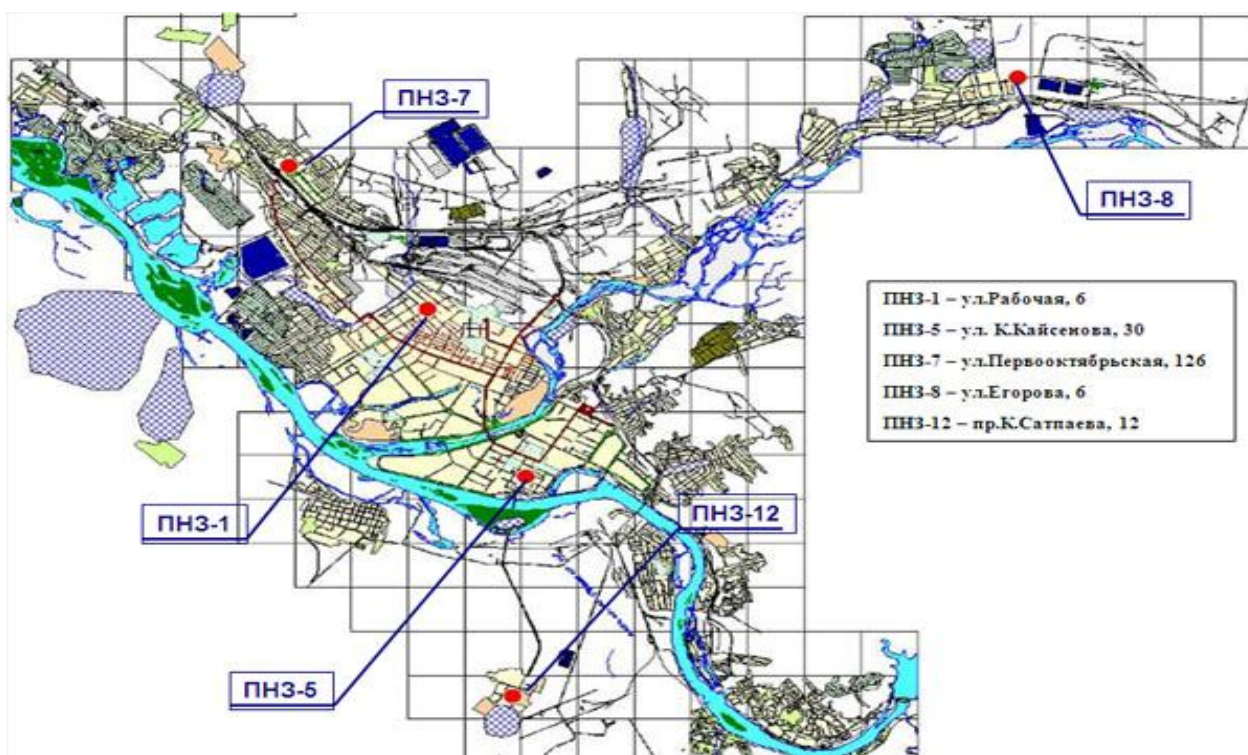 ПНЗ-7
ПНЗ-8
ПНЗ-1 – ул.Рабочая, 6
ПНЗ-5 – ул. К.Кайсенова, 30
ПНЗ-7 – ул.Первооктябрьская, 126
ПНЗ-8 – ул.Егорова, 6
ПНЗ-12 – пр.К.Сатпаева, 12
ПНЗ-1
ПНЗ-12
ПНЗ-5